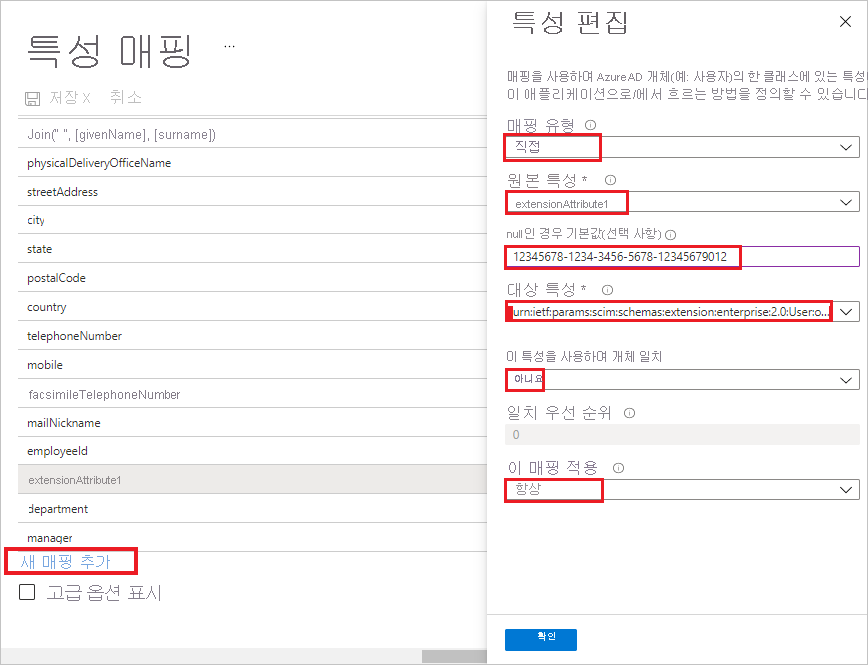 특성 매핑 ...
저장 X 취소
Join(" ", [givenName], [surname])
physicalDeliveryOfficeName
streetAddress
city
state
postalCode
country
telephoneNumber
mobile
facsimileTelephoneNumber
mailNickname
employeeId
extensionAttribute1
department
manager
새 매핑 추가
고급 옵션 표시
특성 편집
매핑을 사용하여 Azure AD 개체(예: 사용자)의 한 클래스에 있는 특성
이 애플리케이션으로/에서 흐르는 방법을 정의할 수 있습니다
매핑 유형
직접
원본 특성 *
extensionAttribute1
null인 경우 기본값(선택 사항)
12345678-1234-3456-5678-12345679012
대상 특성 *
urn:ietf:params:scim:schemas:extension:enterprise:2.0:User:o...
이 특성을 사용하여 개체 일치
아니요
일치 우선 순위
0
이 매핑 적용
항상
확인